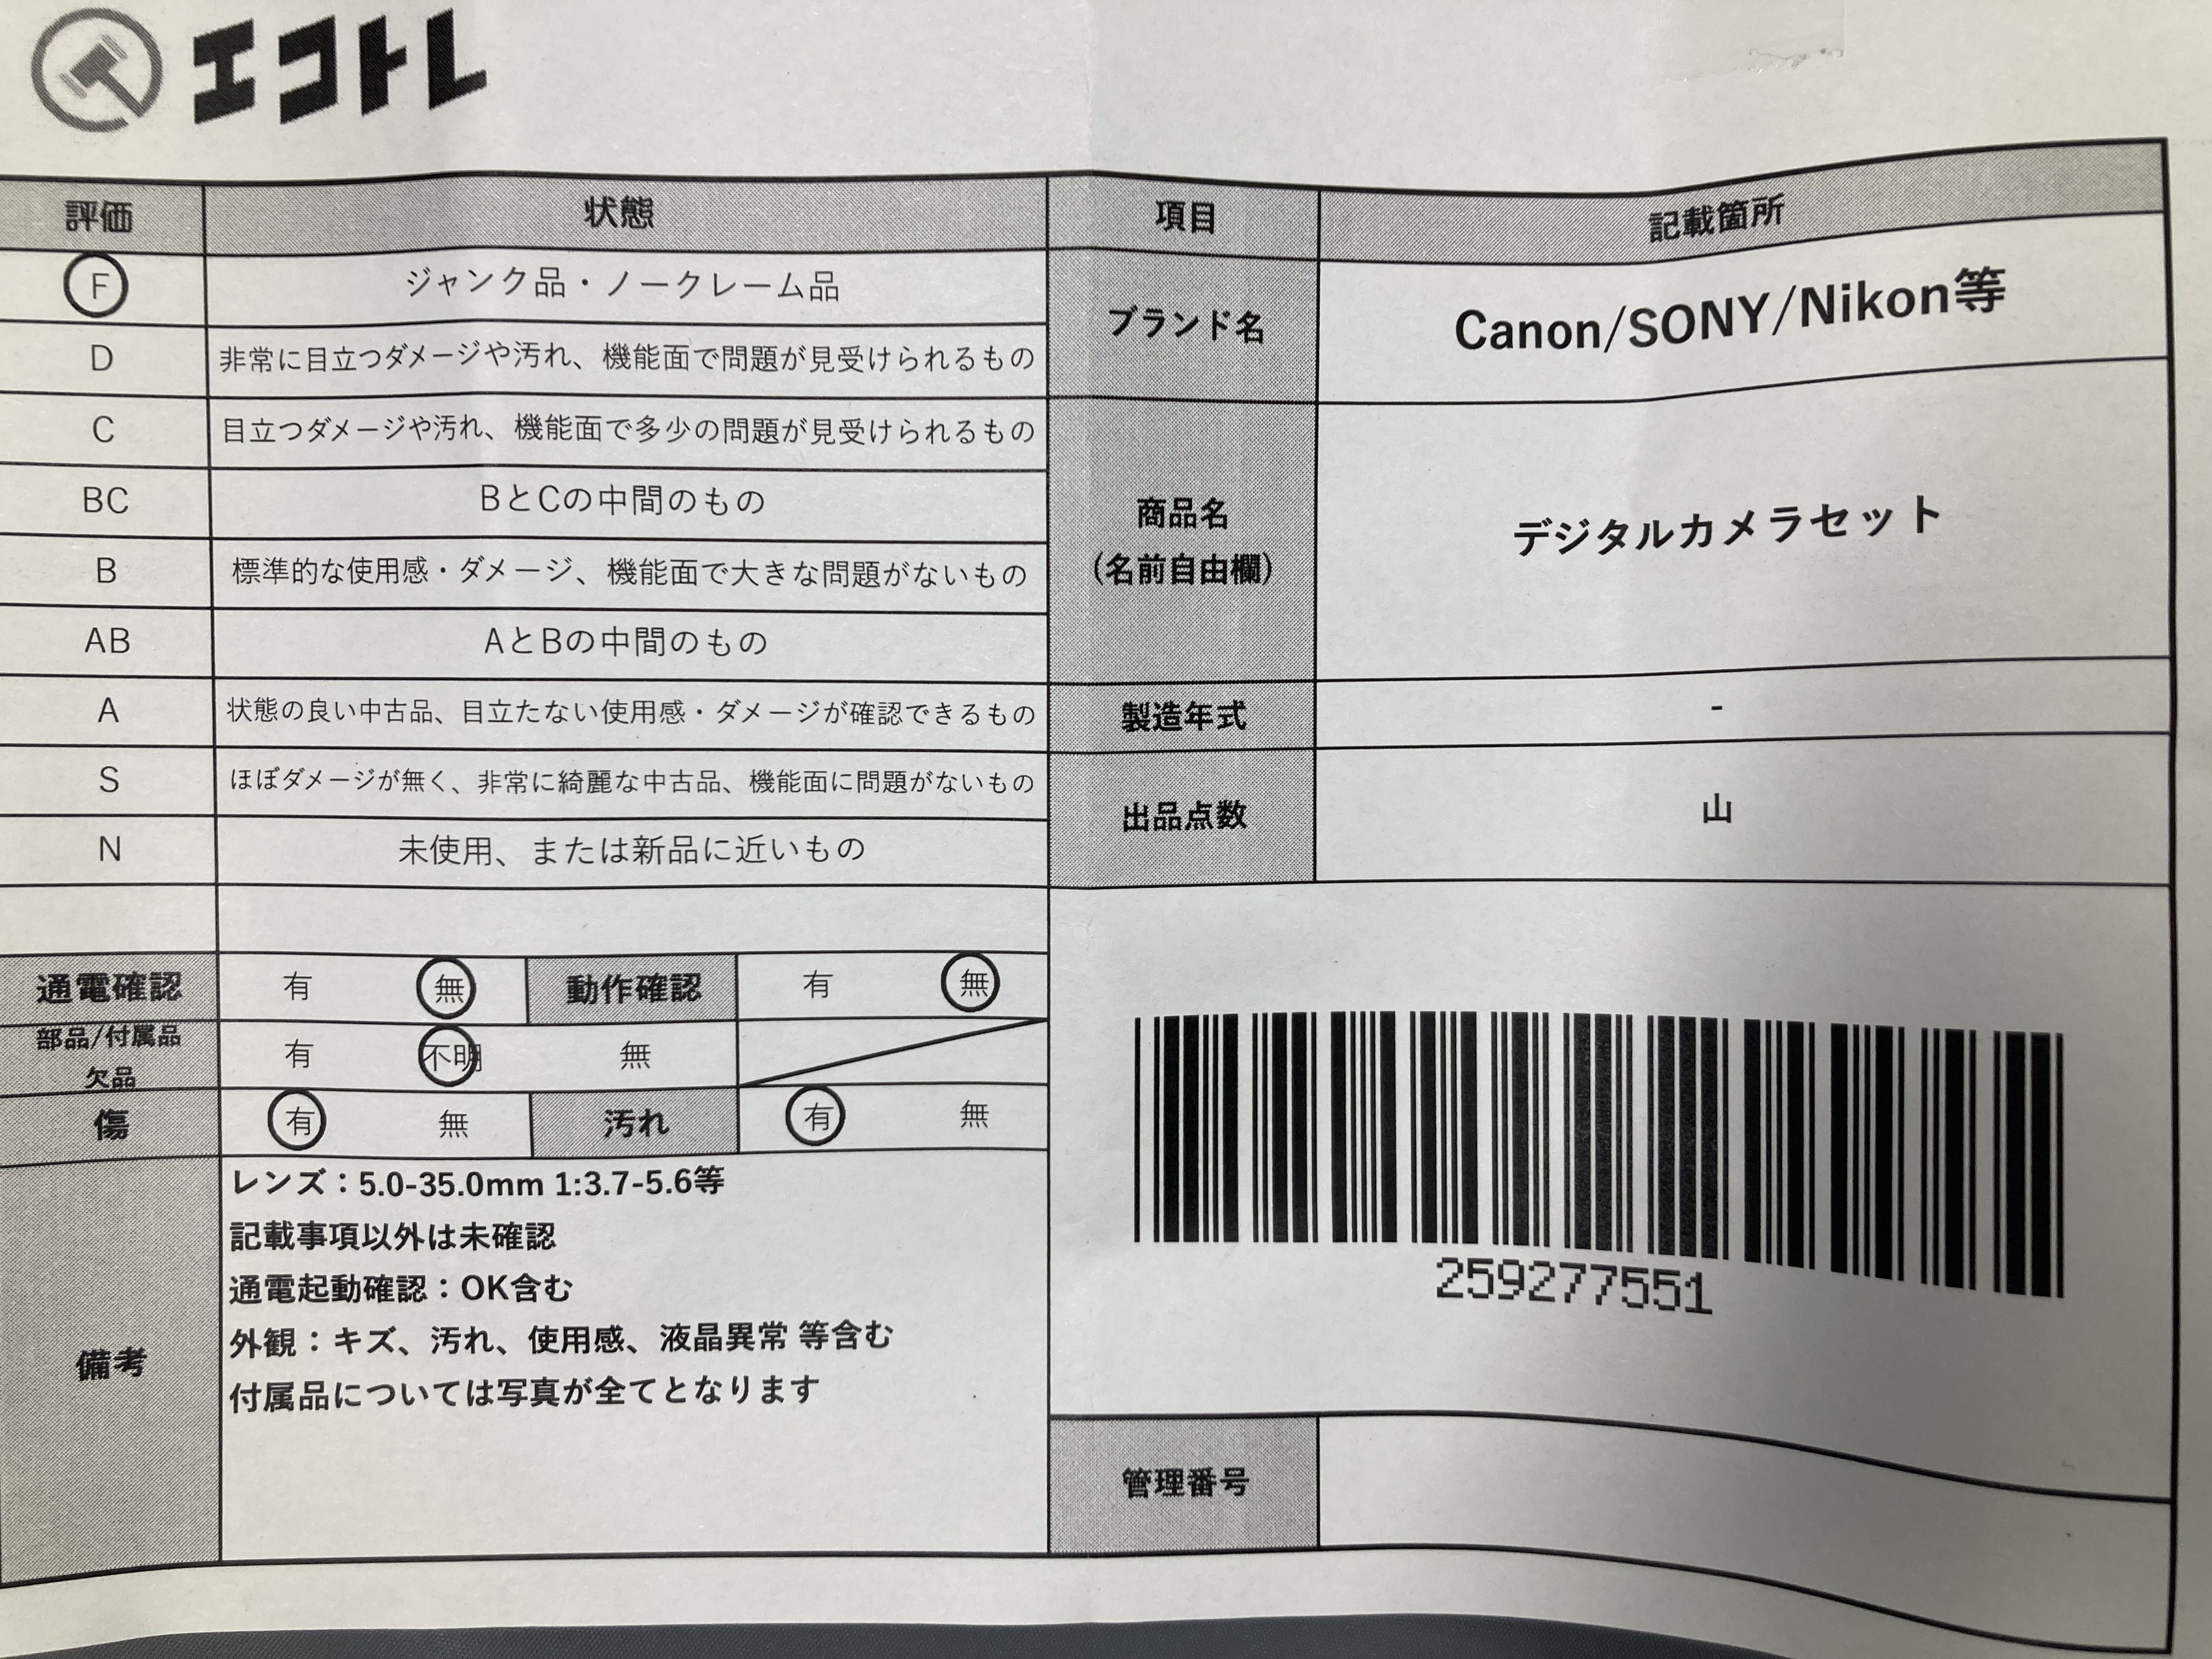 エコトレ
評価 状態
F ジャンク品・ノークレーム品
D 非常に目立つダメージや汚れ、機能面で問題が見受けられるもの
C 目立つダメージや汚れ、機能面で多少の問題が見受けられるもの
BC BとCの中間のもの
B 標準的な使用感・ダメージ、機能面で大きな問題がないもの
AB AとBの中間のもの
A 状態の良い中古品、目立たない使用感・ダメージが確認できるもの
S ほぼダメージが無く、非常に綺麗な中古品、機能面に問題がないもの
N 未使用、または新品に近いもの
通電確認 有 無 動作確認 有 無
部品/付属品
欠品 有 不明 無
傷 有 無 汚れ 有 無
備考
レンズ：5.0-35.0mm 1:3.7-5.6等
記載事項以外は未確認
通電起動確認：OK含む
外観：キズ、汚れ、使用感、液晶異常 等含む
付属品については写真が全てとなります
項目 記載箇所
ブランド名 Canon/SONY/Nikon等
商品名
（名前自由欄） デジタルカメラセット
製造年式 -
出品点数 山
259277551
管理番号